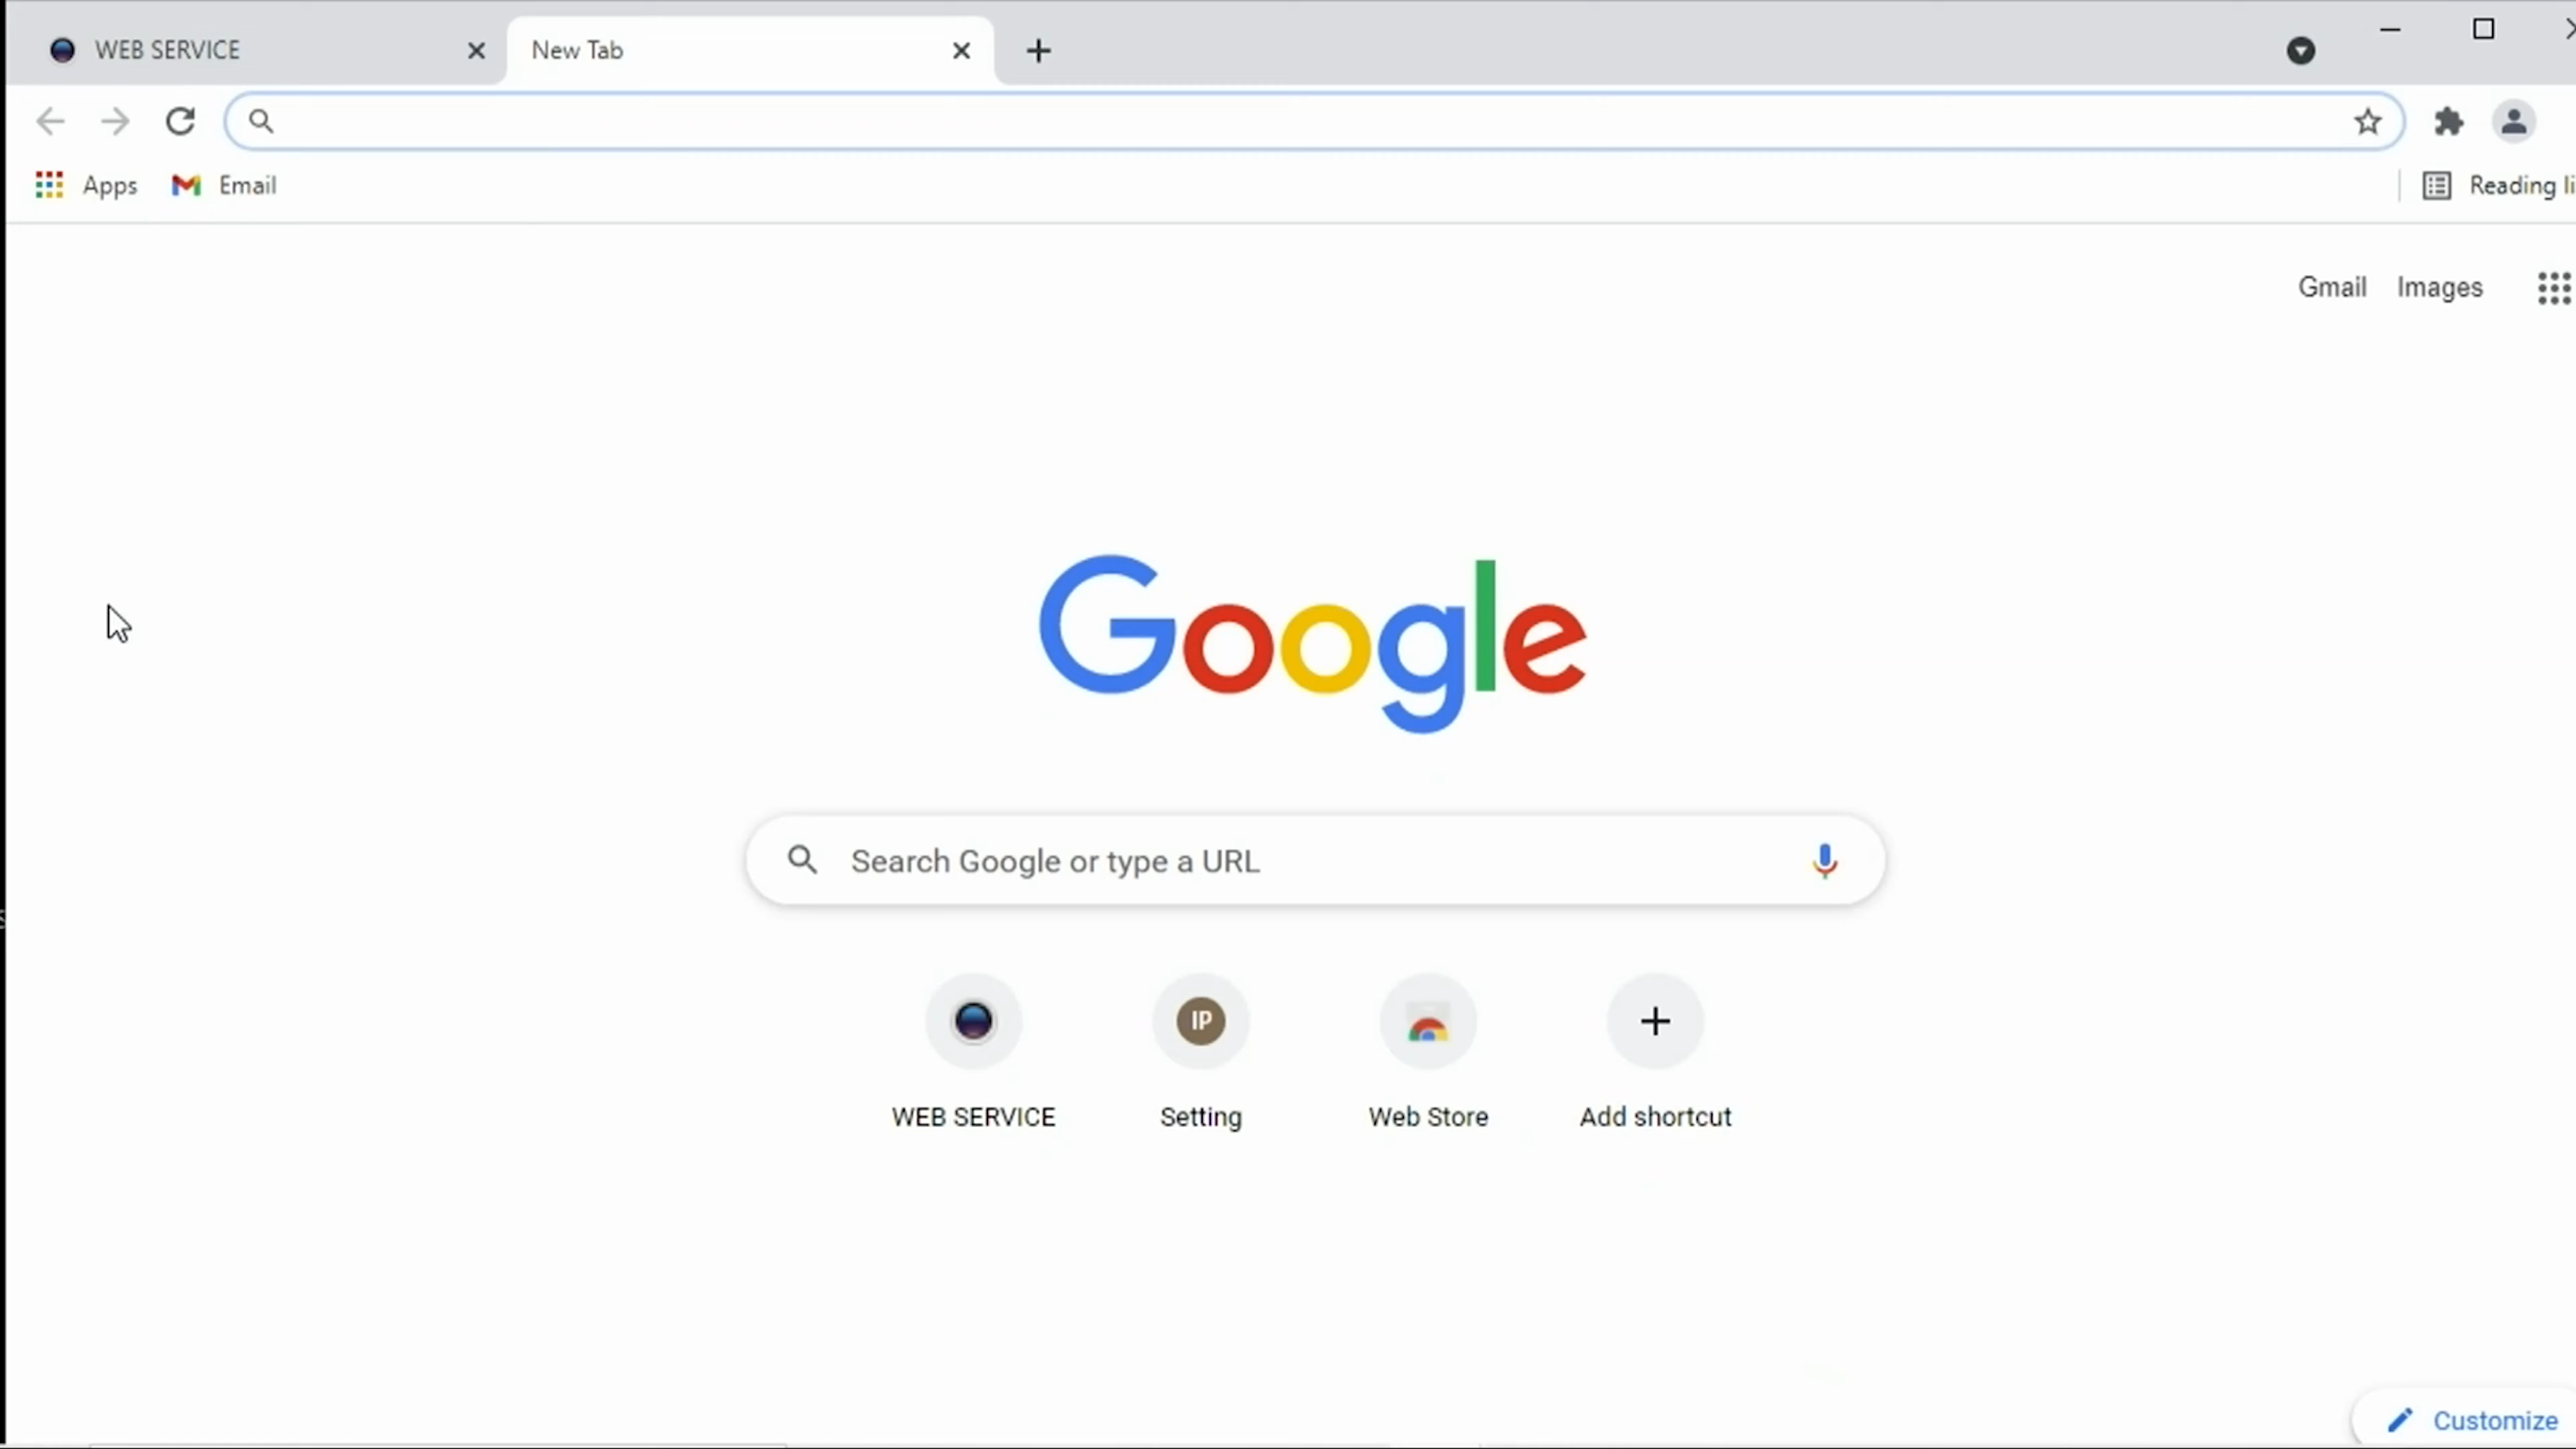 WEB SERVICE
New Tab
Apps
Email
Reading li
Gmail Images
Google
Search Google or type a URL
IP
WEB SERVICE
Setting
Web Store
Add shortcut
Customize